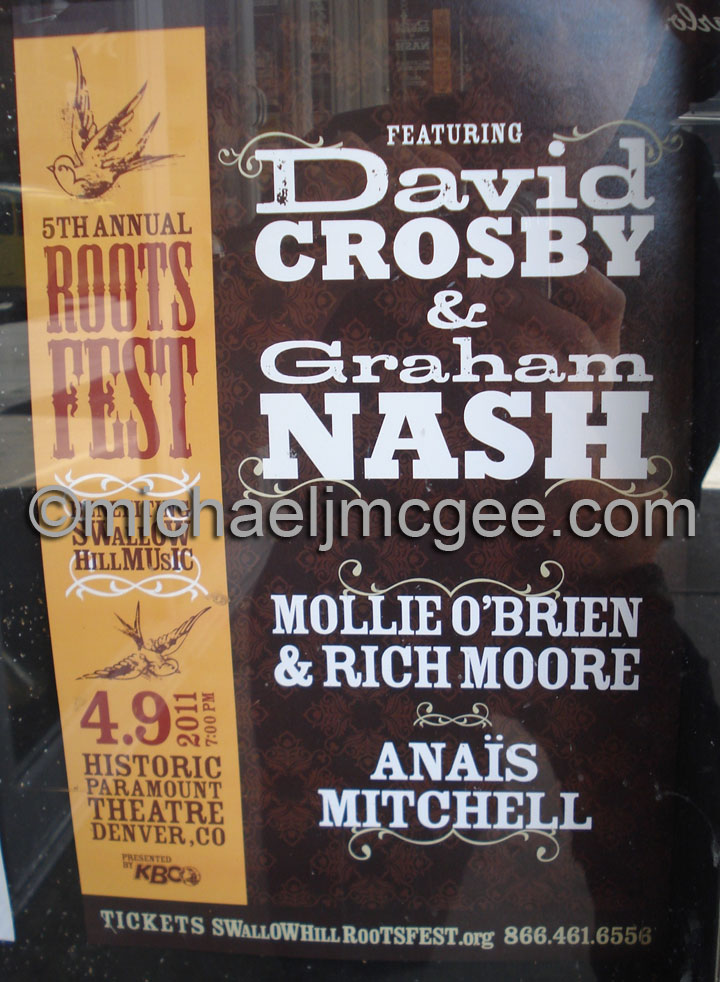 5TH ANNUAL
ROOTS
FEST
SWALLOW
HILL MUSIC
4.9 2011
7:00 PM
HISTORIC
PARAMOUNT
THEATRE
DENVER, CO
PRESENTED
BY KBCO
FEATURING
David
CROSBY
&
Graham
NASH
©michaeljmcgee.com
MOLLIE O'BRIEN
& RICH MOORE
ANAÏS
MITCHELL
TICKETS SWALLOWHILLROOTSFEST.org 866.461.6556